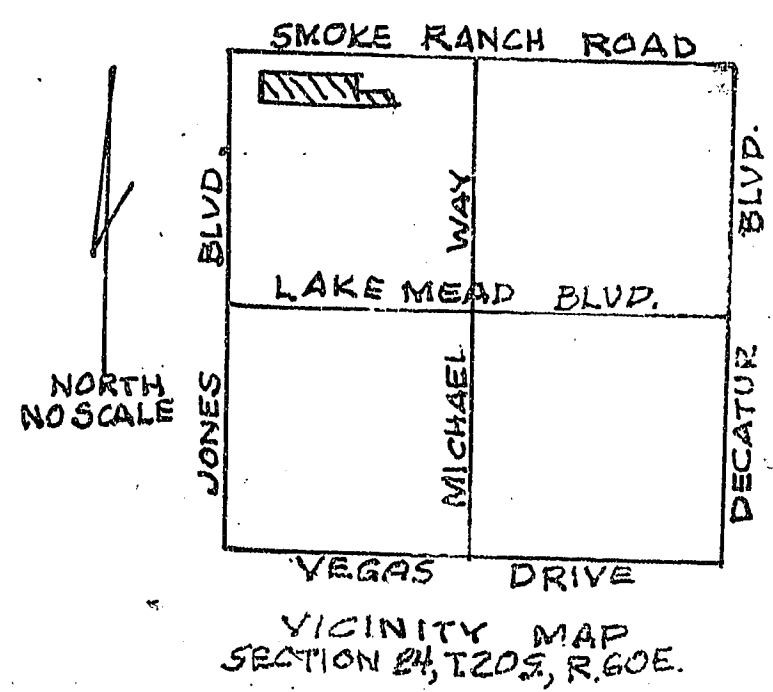 SMOKE RANCH ROAD
JONES BLVD.
MICHAEL WAY
DECATUR BLVD.
LAKE MEAD BLVD.
NORTH
NO SCALE
VEGAS DRIVE
VICINITY MAP
SECTION 24, T.20S., R.60E.